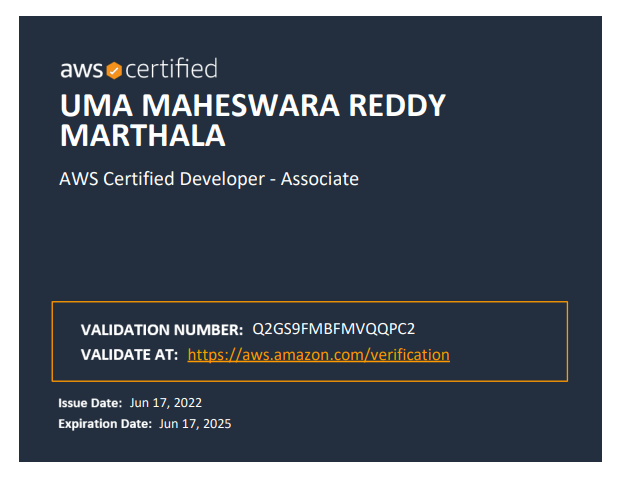 aws certified
UMA MAHESWARA REDDY
MARTHALA
AWS Certified Developer - Associate
VALIDATION NUMBER: Q2GS9FMBFMVQQPC2
VALIDATE AT: https://aws.amazon.com/verification
Issue Date: Jun 17, 2022
Expiration Date: Jun 17, 2025